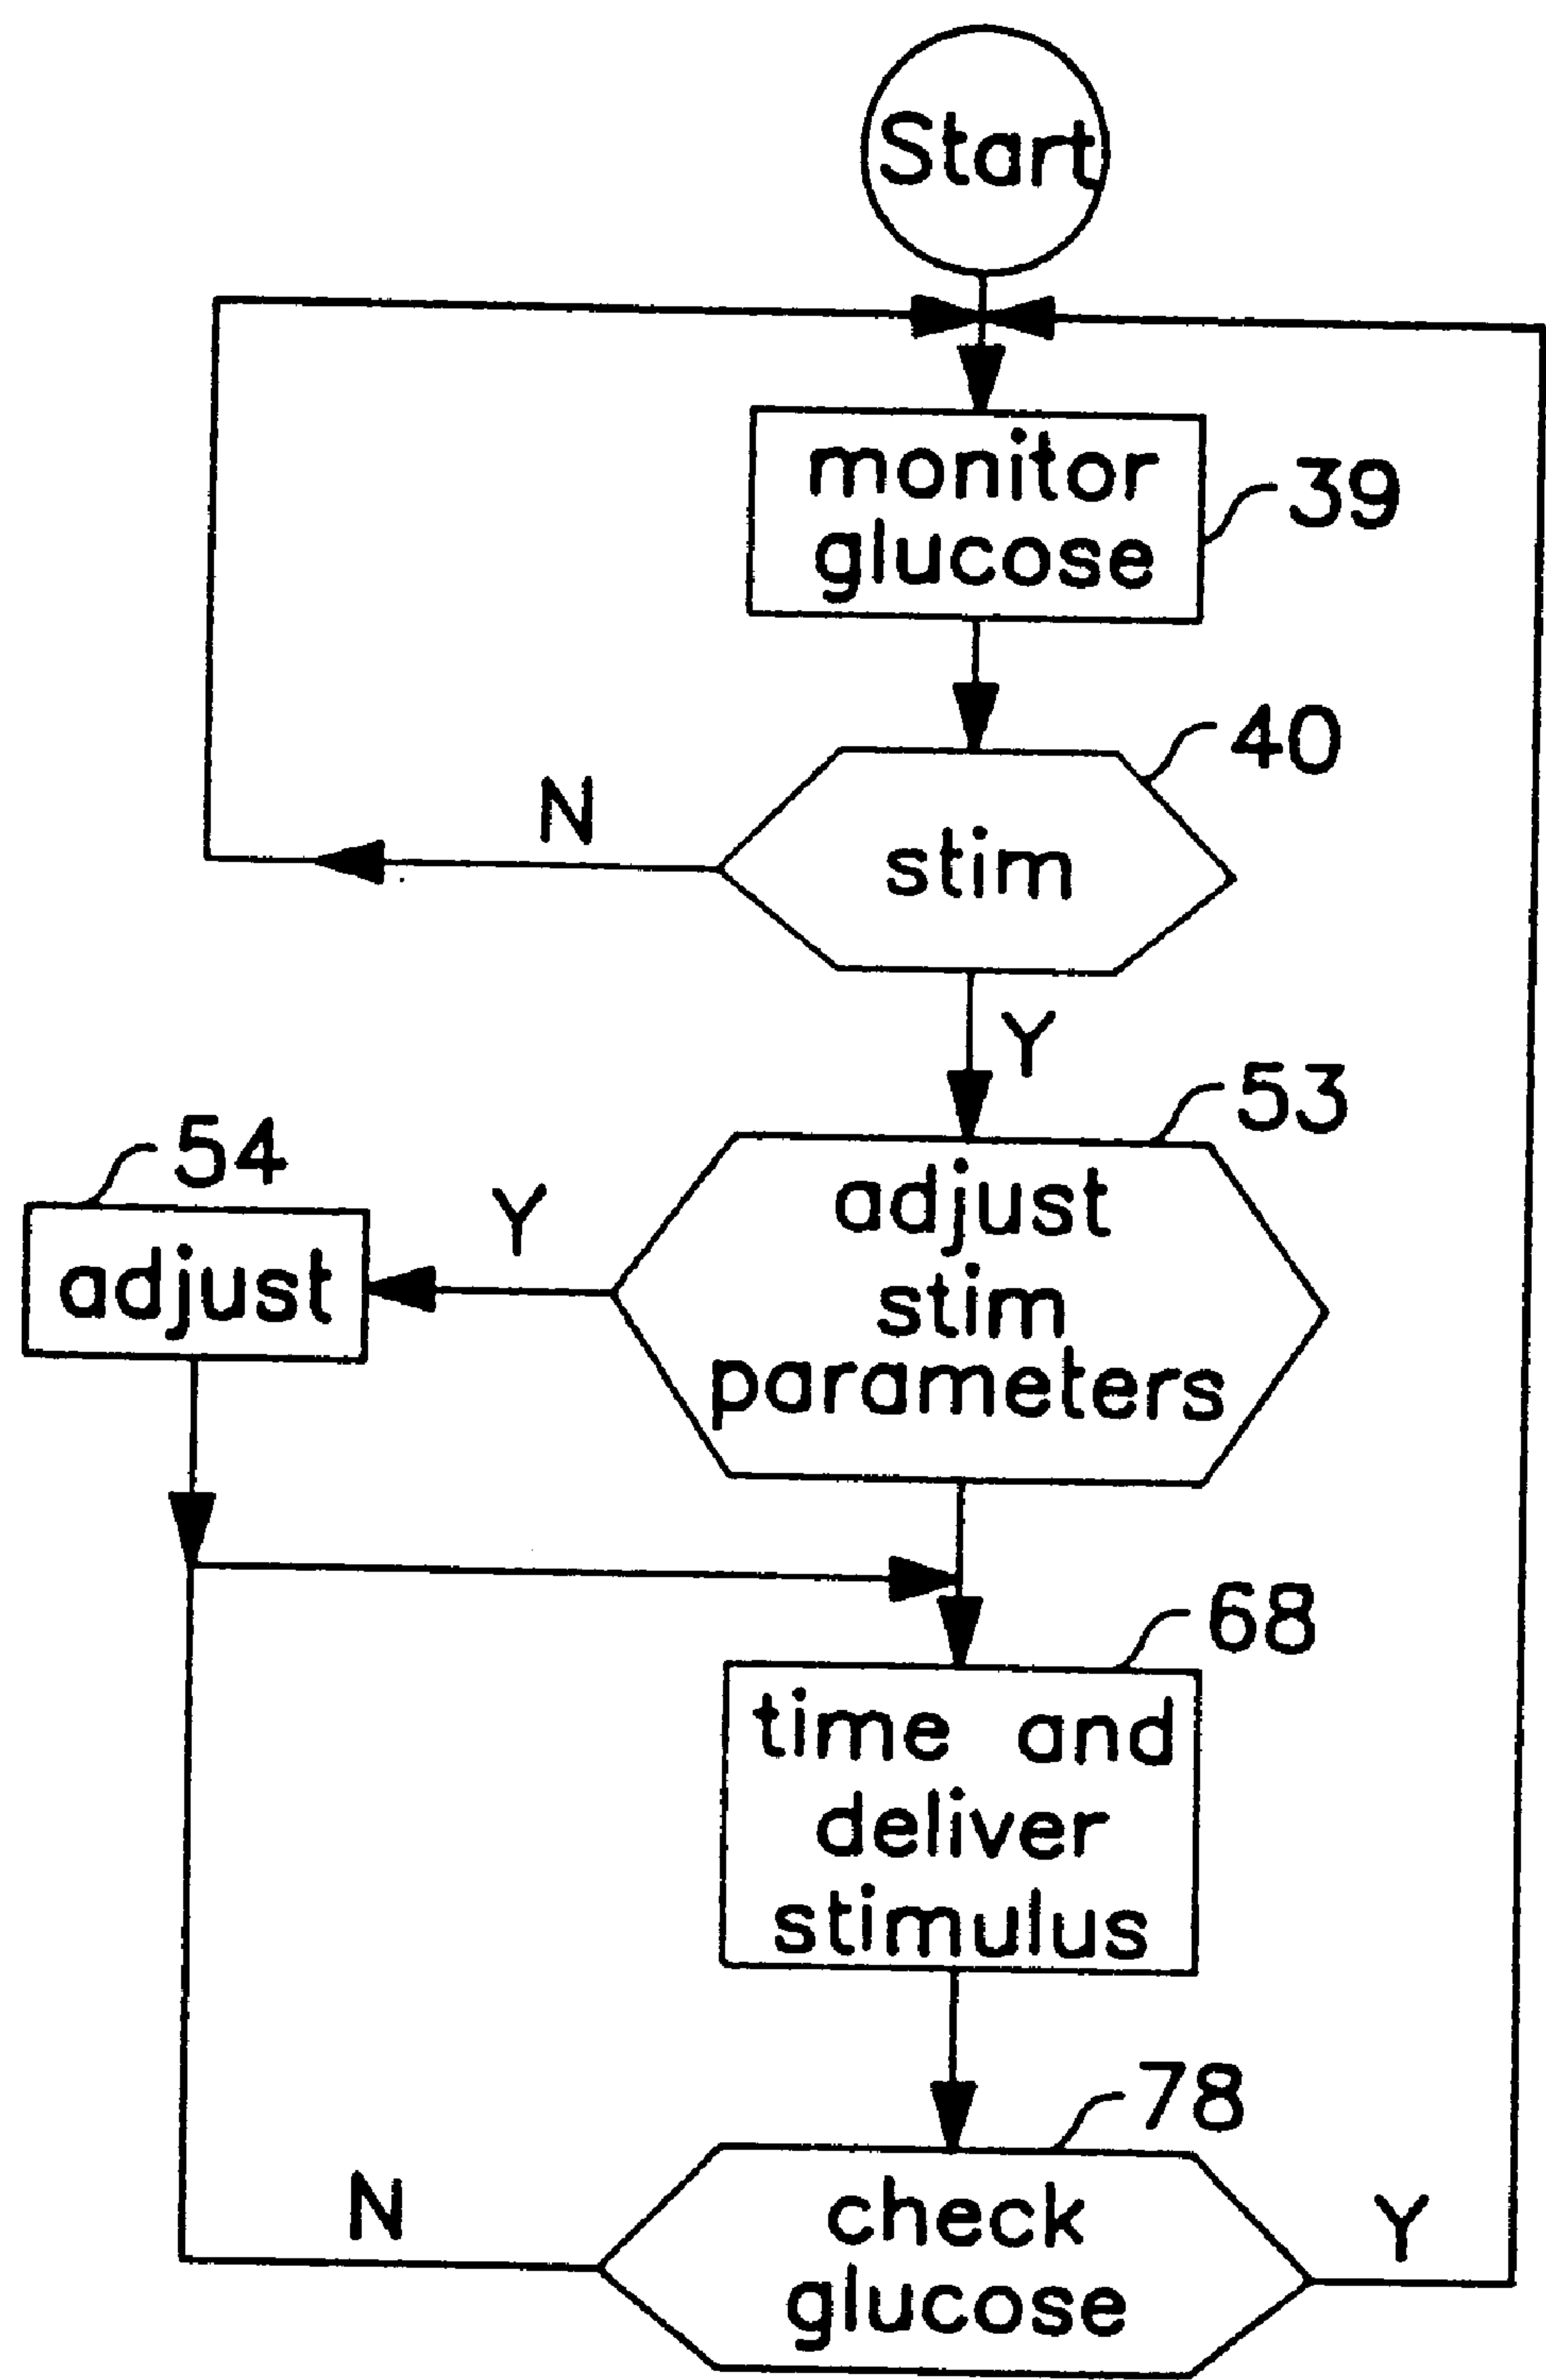 Start
monitor
glucose
39
40
N
stim
Y
53
54
Y
adjust
adjust
stim
parameters
68
time and
deliver
stimulus
78
N
check
glucose
Y